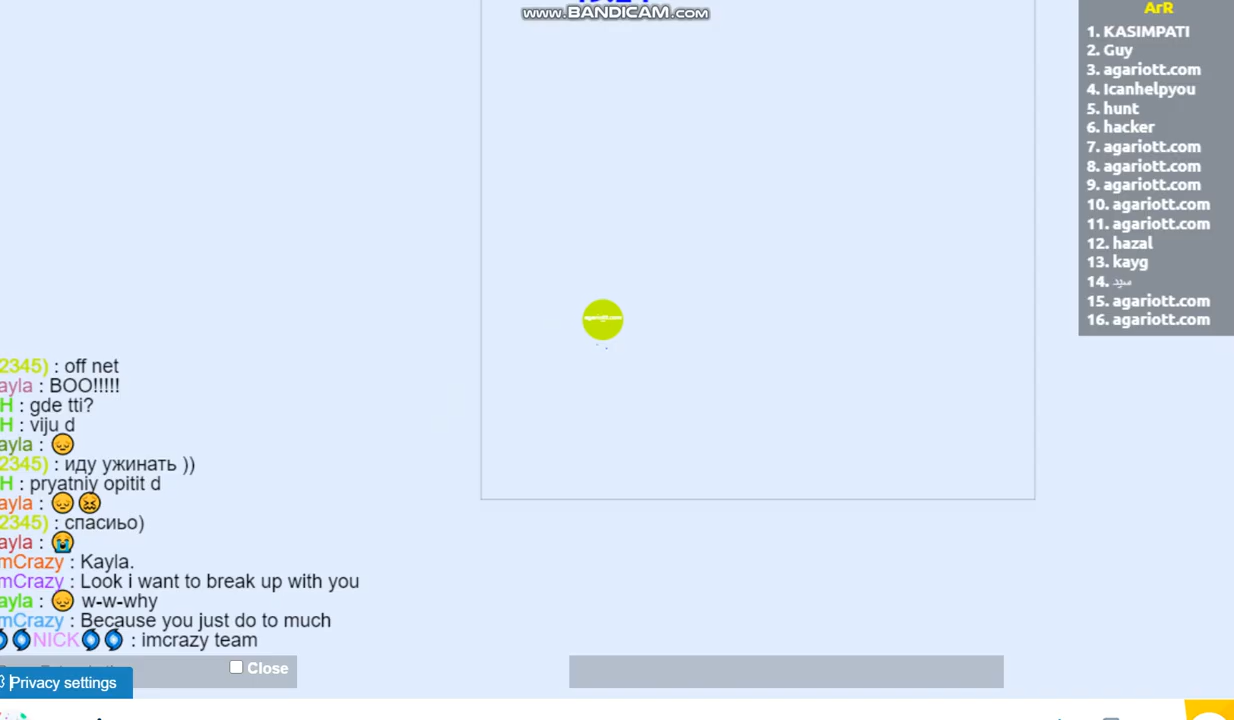 www.BANDICAM.com
ArR
1. KASIMPATI
2. Guy
3. agariott.com
4. Icanhelpyou
5. hunt
6. hacker
7. agariott.com
8. agariott.com
9. agariott.com
10. agariott.com
11. agariott.com
12. hazal
13. kayg
14. سيد
15. agariott.com
16. agariott.com
agariott.com
2345) : off net
ayla : BOO!!!!!
H : gde tti?
H : viju d
ayla : 😔
2345) : иду ужинать ))
H : pryatniy opitit d
ayla : 😔😖
2345) : спасиьо)
ayla : 😭
mCrazy : Kayla.
mCrazy : Look i want to break up with you
ayla : 😔 w-w-why
mCrazy : Because you just do to much
🌀🌀NICK🌀🌀 : imcrazy team
Close
Privacy settings